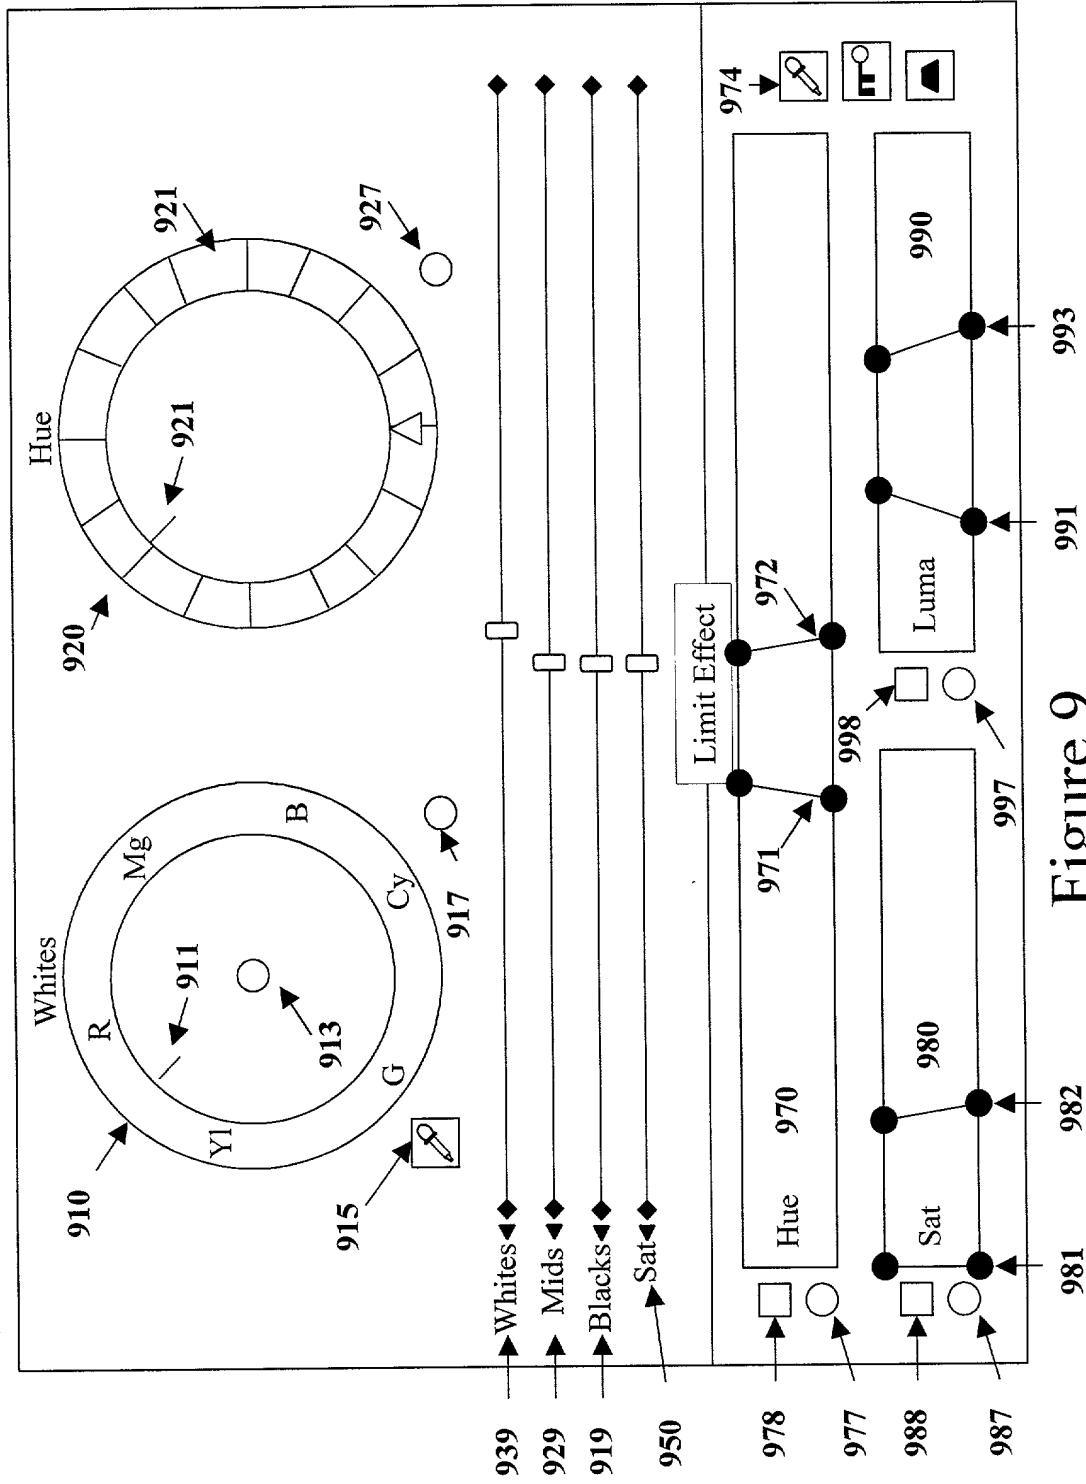 910
Whites
R
Mg
Yl
B
G
Cy
911
913
915
917
920
Hue
921
921
927
939
Whites
929
Mids
919
Blacks
950
Sat
Limit Effect
974
978
977
Hue
970
971
972
988
987
Sat
980
981
982
998
997
Luma
990
991
993
Figure 9